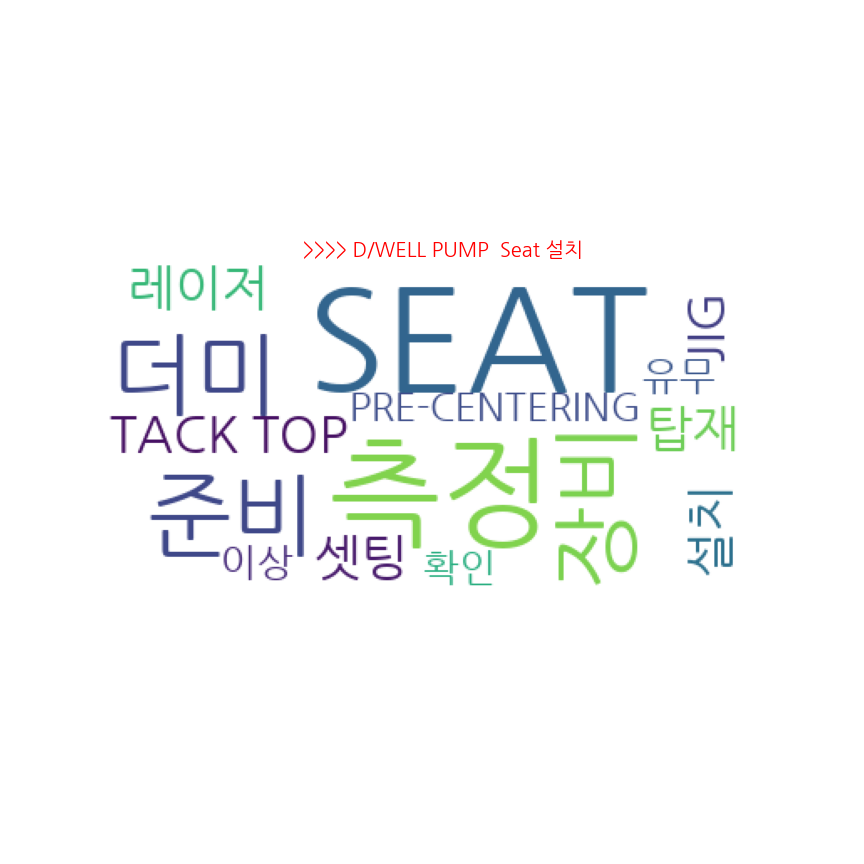 >>>> D/WELL PUMP  Seat 설치
레이저
SEAT
JIG
더미
유무
PRE-CENTERING
TACK TOP
탑재
측정
장비
준비
설치
이상
셋팅
확인